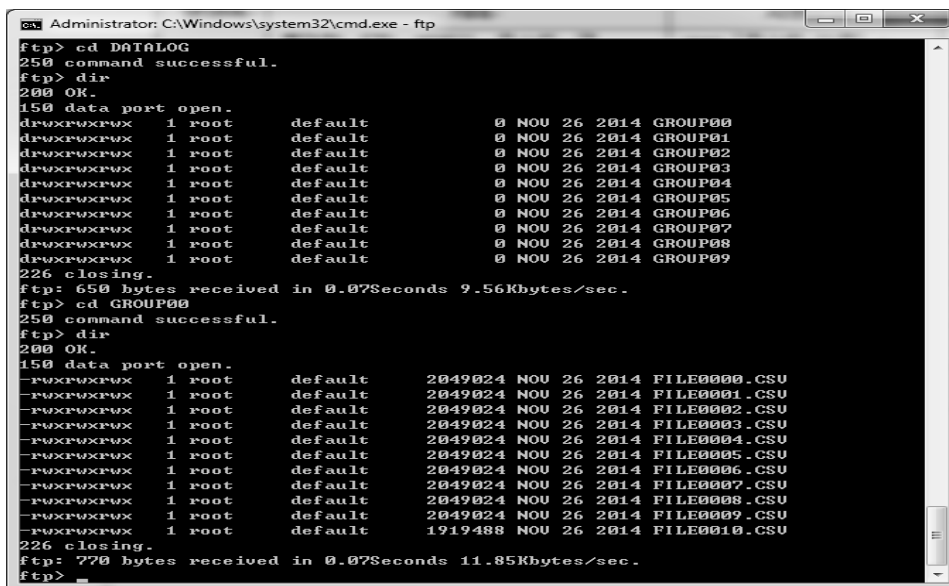 Administrator: C:\Windows\system32\cmd.exe - ftp
ftp> cd DATALOG
250 command successful.
ftp> dir
200 OK.
150 data port open.
drwxrwxrwx   1 root     default            0 NOV 26 2014 GROUP00
drwxrwxrwx   1 root     default            0 NOV 26 2014 GROUP01
drwxrwxrwx   1 root     default            0 NOV 26 2014 GROUP02
drwxrwxrwx   1 root     default            0 NOV 26 2014 GROUP03
drwxrwxrwx   1 root     default            0 NOV 26 2014 GROUP04
drwxrwxrwx   1 root     default            0 NOV 26 2014 GROUP05
drwxrwxrwx   1 root     default            0 NOV 26 2014 GROUP06
drwxrwxrwx   1 root     default            0 NOV 26 2014 GROUP07
drwxrwxrwx   1 root     default            0 NOV 26 2014 GROUP08
drwxrwxrwx   1 root     default            0 NOV 26 2014 GROUP09
226 closing.
ftp: 650 bytes received in 0.07Seconds 9.56Kbytes/sec.
ftp> cd GROUP00
250 command successful.
ftp> dir
200 OK.
150 data port open.
-rwxrwxrwx   1 root     default      2049024 NOV 26 2014 FILE0000.CSV
-rwxrwxrwx   1 root     default      2049024 NOV 26 2014 FILE0001.CSV
-rwxrwxrwx   1 root     default      2049024 NOV 26 2014 FILE0002.CSV
-rwxrwxrwx   1 root     default      2049024 NOV 26 2014 FILE0003.CSV
-rwxrwxrwx   1 root     default      2049024 NOV 26 2014 FILE0004.CSV
-rwxrwxrwx   1 root     default      2049024 NOV 26 2014 FILE0005.CSV
-rwxrwxrwx   1 root     default      2049024 NOV 26 2014 FILE0006.CSV
-rwxrwxrwx   1 root     default      2049024 NOV 26 2014 FILE0007.CSV
-rwxrwxrwx   1 root     default      2049024 NOV 26 2014 FILE0008.CSV
-rwxrwxrwx   1 root     default      2049024 NOV 26 2014 FILE0009.CSV
-rwxrwxrwx   1 root     default      1919488 NOV 26 2014 FILE0010.CSV
226 closing.
ftp: 770 bytes received in 0.07Seconds 11.85Kbytes/sec.
ftp> _